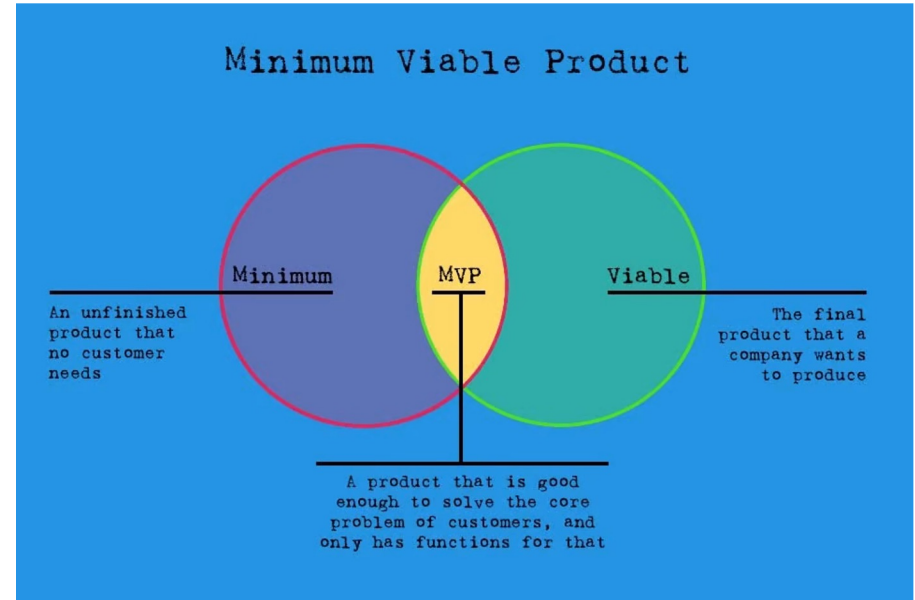 Minimum Viable Product
Minimum
MVP
Viable
An unfinished
product that
no customer
needs
The final
product that a
company wants
to produce
A product that is good
enough to solve the core
problem of customers, and
only has functions for that